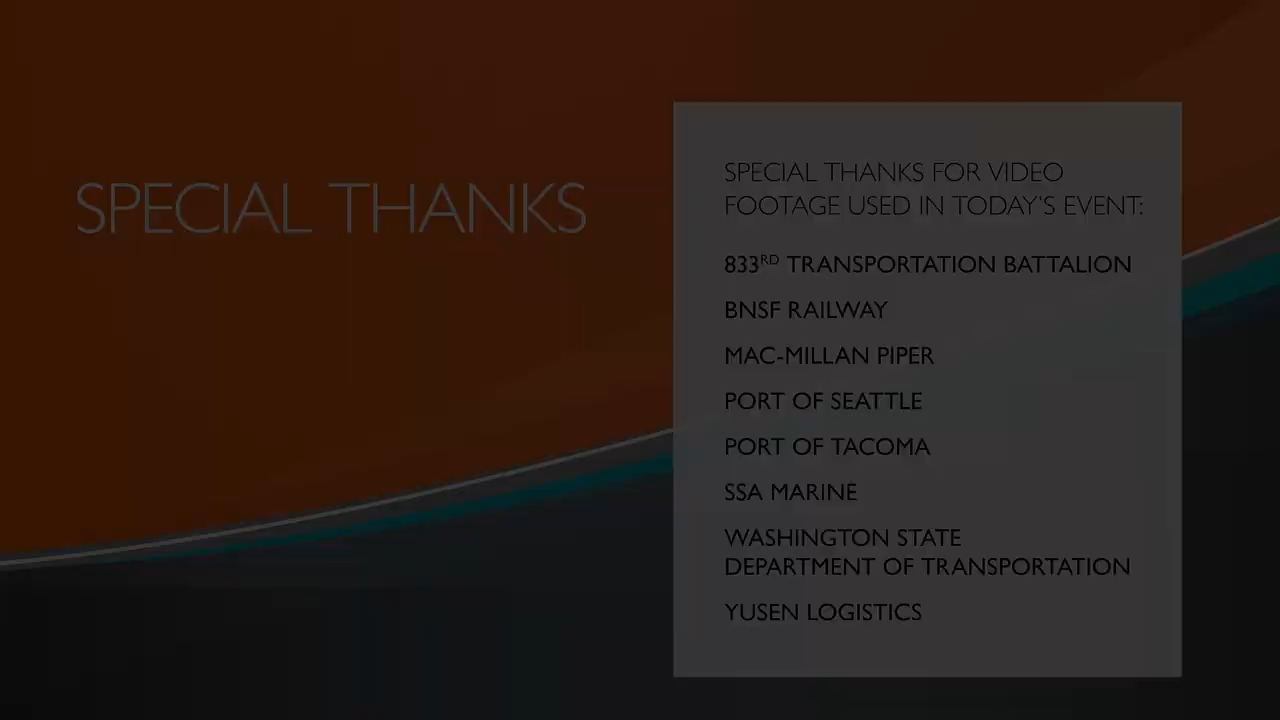 SPECIAL THANKS
SPECIAL THANKS FOR VIDEO
FOOTAGE USED IN TODAY'S EVENT:
833RD TRANSPORTATION BATTALION
BNSF RAILWAY
MAC-MILLAN PIPER
PORT OF SEATTLE
PORT OF TACOMA
SSA MARINE
WASHINGTON STATE
DEPARTMENT OF TRANSPORTATION
YUSEN LOGISTICS